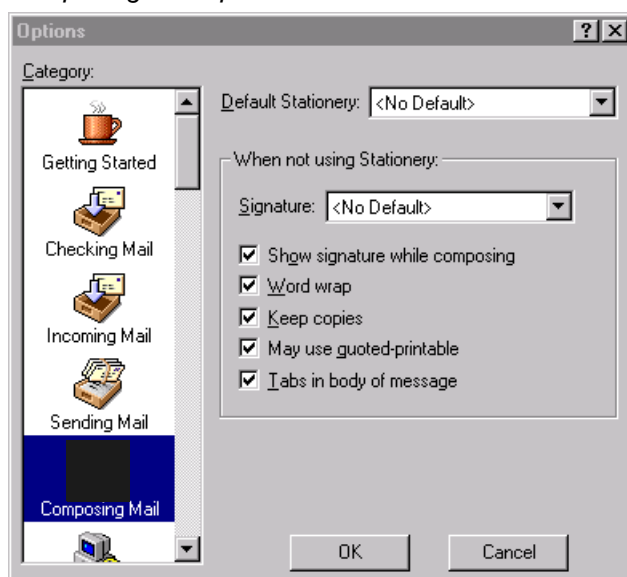 Options
Category:
Getting Started
Checking Mail
Incoming Mail
Sending Mail
Composing Mail
Default Stationery: <No Default>
When not using Stationery:
Signature: <No Default>
Show signature while composing
Word wrap
Keep copies
May use quoted-printable
Tabs in body of message
OK
Cancel